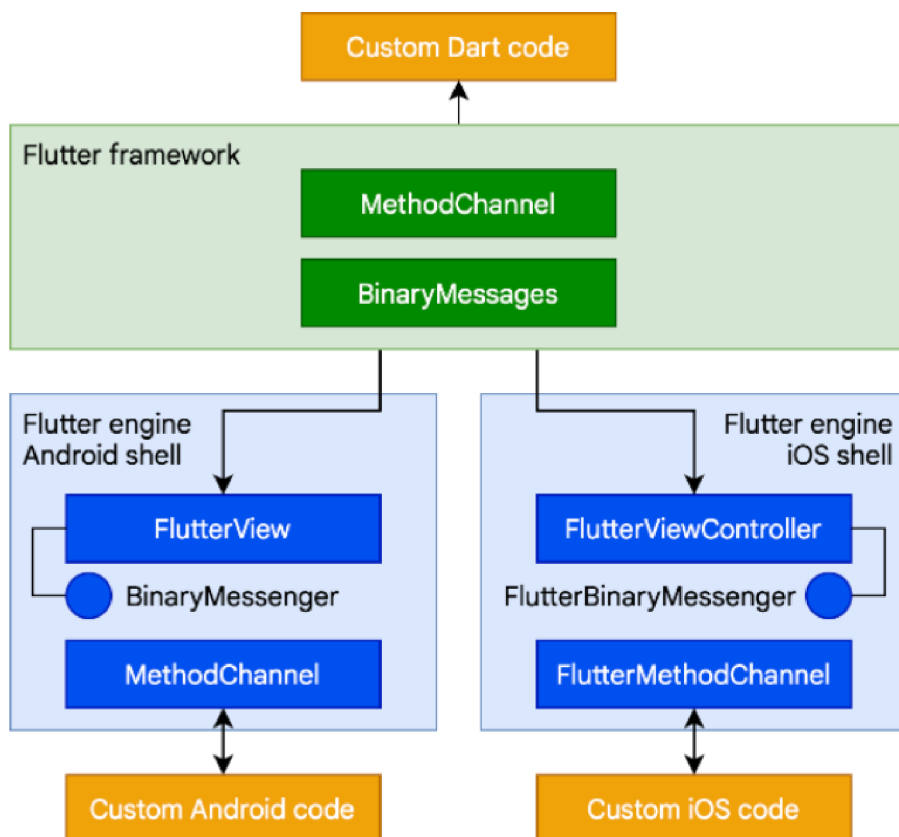 Custom Dart code
Flutter framework
MethodChannel
BinaryMessages
Flutter engine
Android shell
FlutterView
BinaryMessenger
MethodChannel
Custom Android code
Flutter engine
iOS shell
FlutterViewController
FlutterBinaryMessenger
FlutterMethodChannel
Custom iOS code